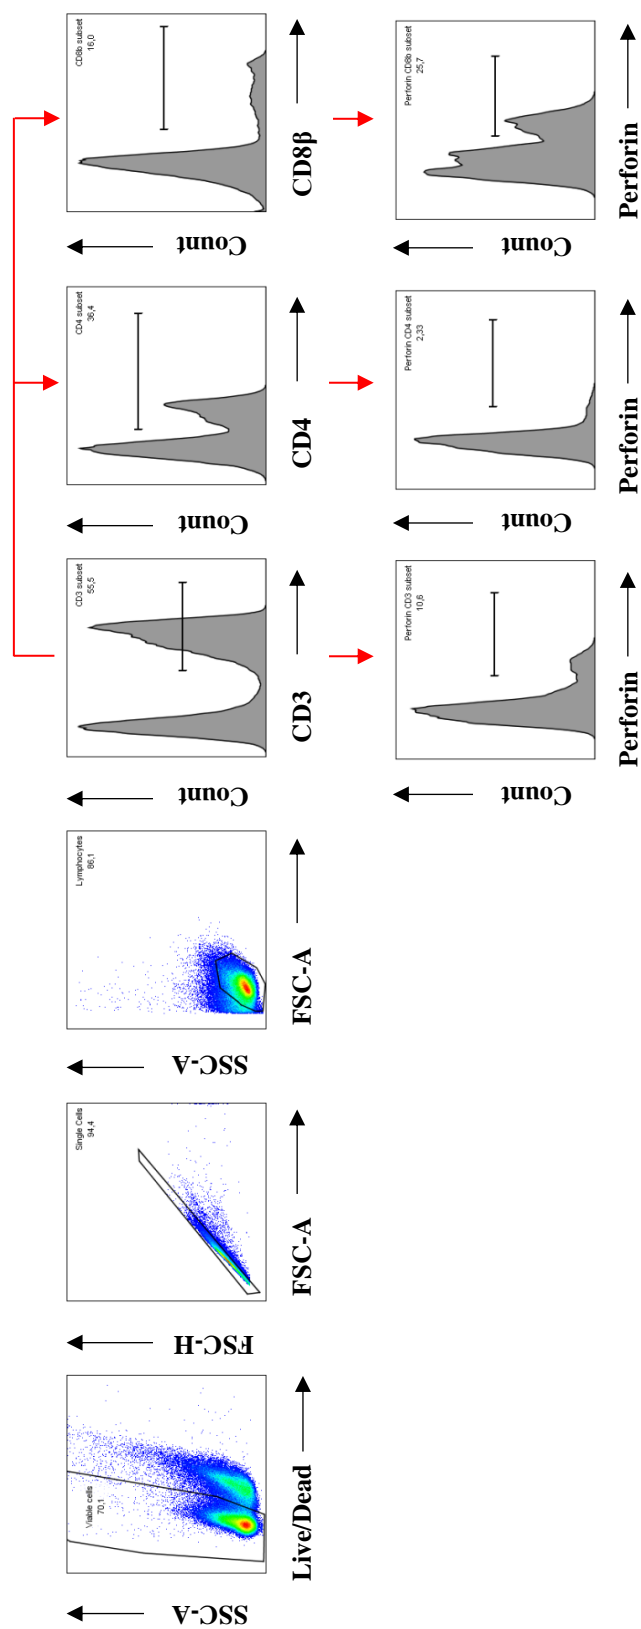 Viable cells
70,1
SSC-A
Live/Dead
Single Cells
94,4
FSC-H
FSC-A
Lymphocytes
86,1
SSC-A
FSC-A
CD3 subset
55,5
Count
CD3
CD4 subset
36,4
Count
CD4
CD8b subset
16,0
Count
CD8β
Perforin CD3 subset
10,6
Count
Perforin
Perforin CD4 subset
2,33
Count
Perforin
Perforin CD8b subset
25,7
Count
Perforin